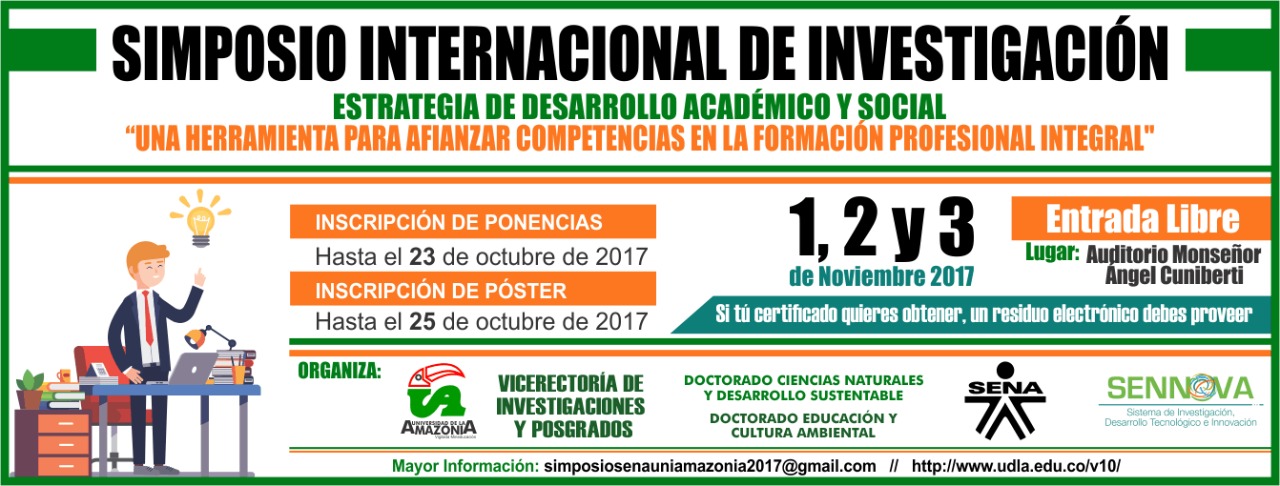 SIMPOSIO INTERNACIONAL DE INVESTIGACIÓN
ESTRATEGIA DE DESARROLLO ACADÉMICO Y SOCIAL
“UNA HERRAMIENTA PARA AFIANZAR COMPETENCIAS EN LA FORMACIÓN PROFESIONAL INTEGRAL"
INSCRIPCIÓN DE PONENCIAS
Hasta el 23 de octubre de 2017
INSCRIPCIÓN DE PÓSTER
Hasta el 25 de octubre de 2017
1, 2 y 3
de Noviembre 2017
Entrada Libre
Lugar: Auditorio Monseñor
Ángel Cuniberti
Si tú certificado quieres obtener, un residuo electrónico debes proveer
ORGANIZA:
UNIVERSIDAD DE LA
AMAZONIA
Vigilada Mineducación
VICERECTORÍA DE
INVESTIGACIONES
Y POSGRADOS
DOCTORADO CIENCIAS NATURALES
Y DESARROLLO SUSTENTABLE
DOCTORADO EDUCACIÓN Y
CULTURA AMBIENTAL
SENA
SENNOVA
Sistema de Investigación,
Desarrollo Tecnológico e Innovación
Mayor Información: simposiosenauniamazonia2017@gmail.com // http://www.udla.edu.co/v10/